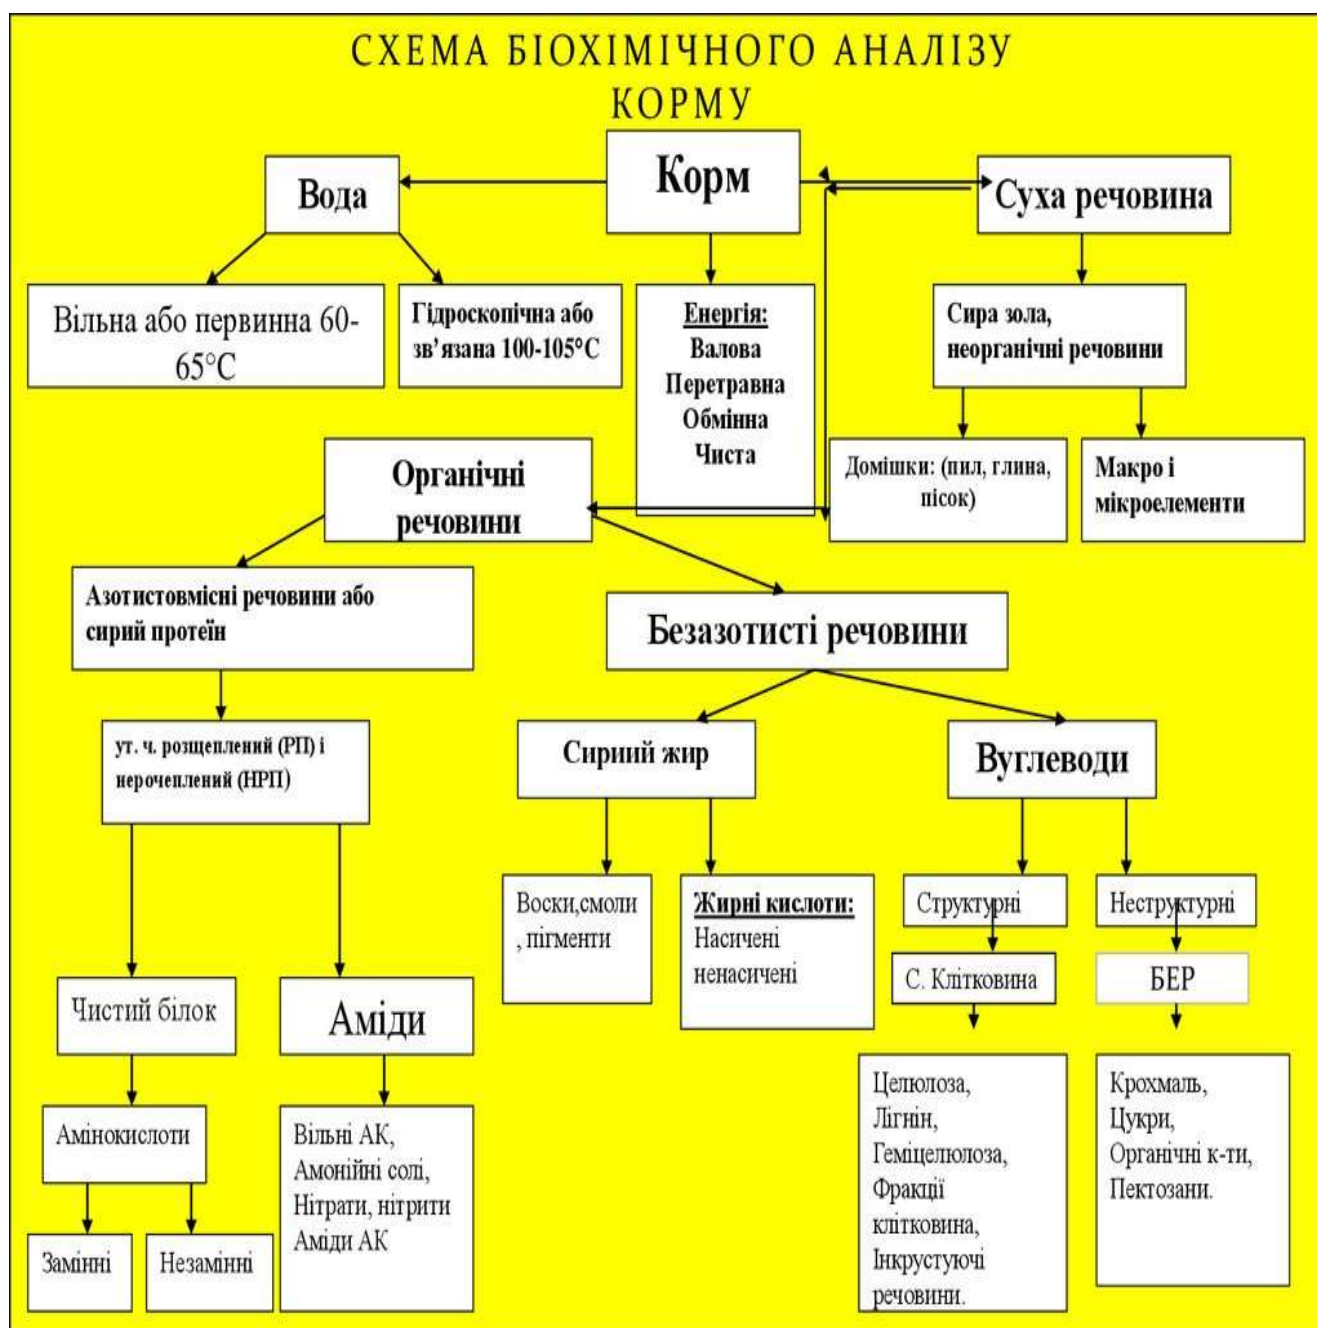 СХЕМА БІОХІМІЧНОГО АНАЛІЗУ
КОРМУ
Корм
Вода
Суха речовина
Вільна або первинна 60-
65°С
Гідроскопічна або
зв’язана 100-105°С
Енергія:
Валова
Перетравна
Обмінна
Чиста
Сира зола,
неорганічні речовини
Органічні
речовини
Домішки: (пил, глина,
пісок)
Макро і
мікроелементи
Азотистовмісні речовини або
сирий протеїн
Безазотисті речовини
ут. ч. розщеплений (РП) і
нерочеплений (НРП)
Сириий жир
Вуглеводи
Воски,смоли
, пігменти
Жирні кислоти:
Насичені
ненасичені
Структурні
Неструктурні
С. Клітковина
БЕР
Чистий білок
Аміди
Целюлоза,
Лігнін,
Геміцелюлоза,
Фракції
клітковина,
Інкрустуючі
речовини.
Крохмаль,
Цукри,
Органічні к-ти,
Пектозани.
Амінокислоти
Вільні АК,
Амонійні солі,
Нітрати, нітрити
Аміди АК
Замінні
Незамінні